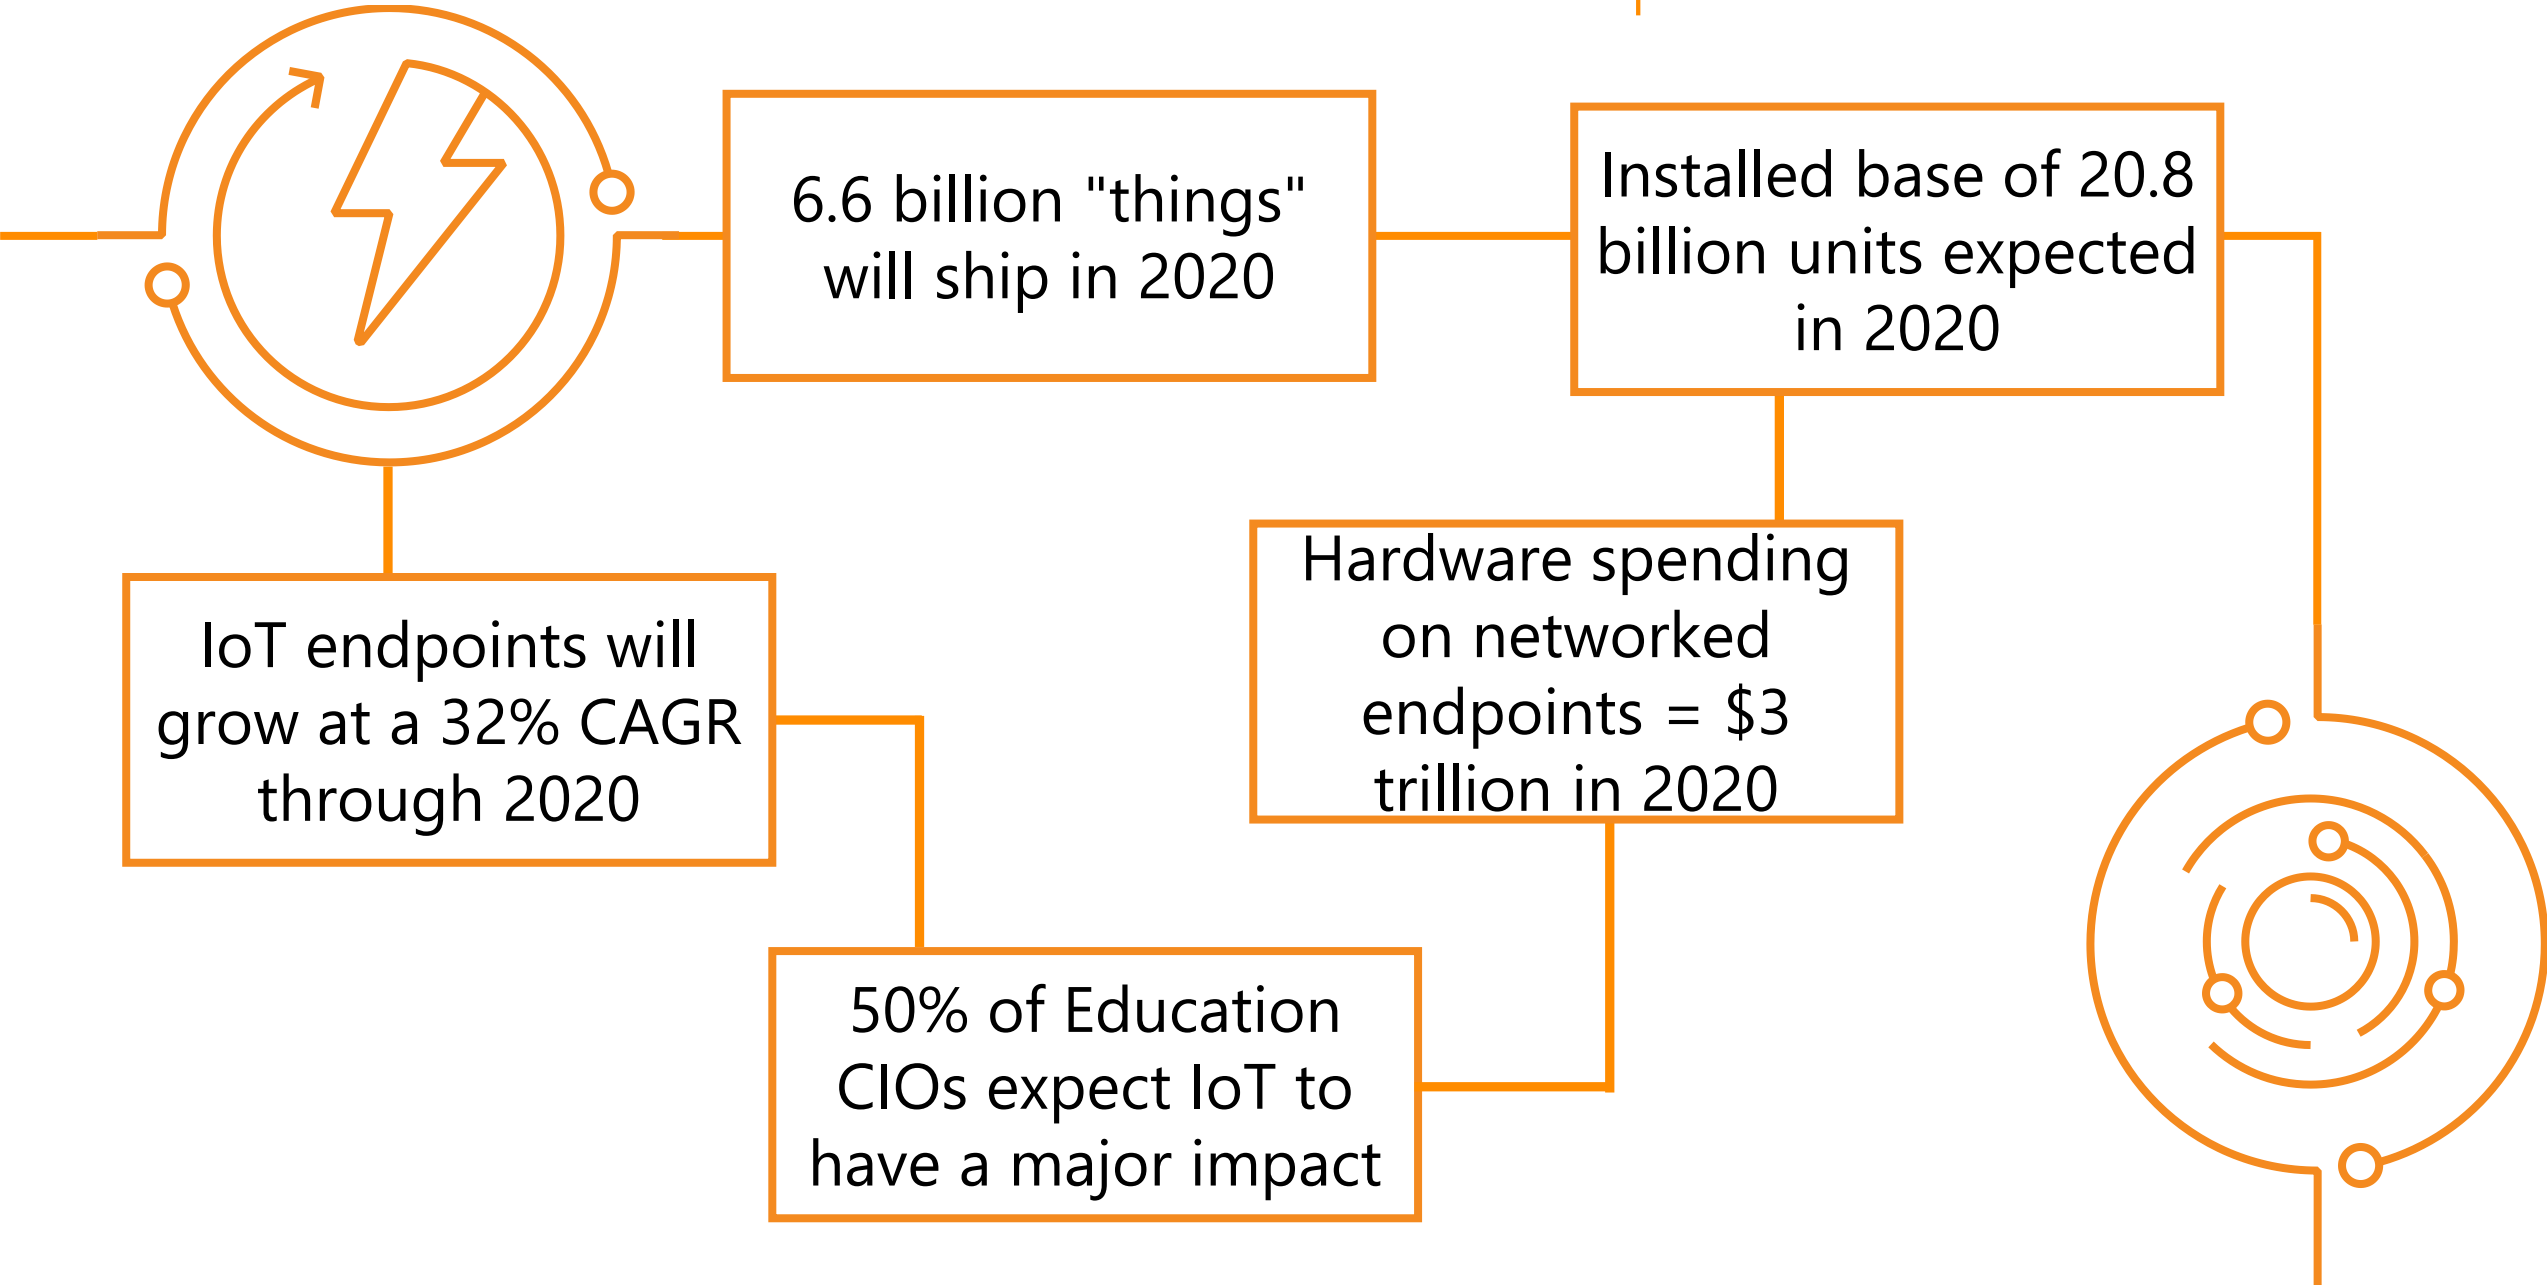 6.6 billion "things"
will ship in 2020
Installed base of 20.8
billion units expected
in 2020
IoT endpoints will
grow at a 32% CAGR
through 2020
Hardware spending
on networked
endpoints = $3
trillion in 2020
50% of Education
CIOs expect IoT to
have a major impact